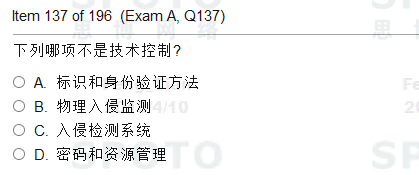 Item 137 of 196 (Exam A, Q137)
下列哪项不是技术控制?
A. 标识和身份验证方法
B. 物理入侵监测
C. 入侵检测系统
D. 密码和资源管理